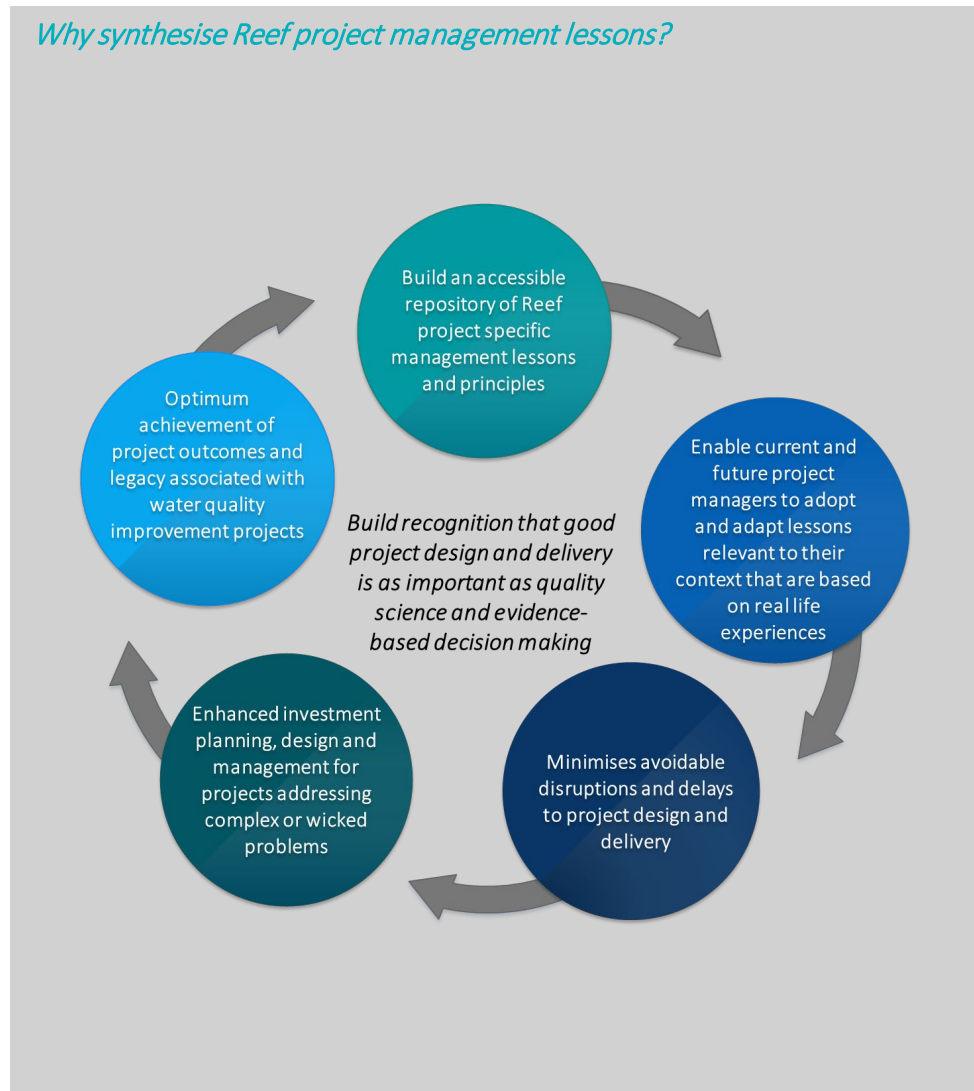 Why synthesise Reef project management lessons?
Build an accessible
repository of Reef
project specific
management lessons
and principles
Enable current and
future project
managers to adopt
and adapt lessons
relevant to their
context that are based
on real life
experiences
Minimises avoidable
disruptions and delays
to project design and
delivery
Enhanced investment
planning, design and
management for
projects addressing
complex or wicked
problems
Optimum
achievement of
project outcomes and
legacy associated with
water quality
improvement projects
Build recognition that good
project design and delivery
is as important as quality
science and evidence-
based decision making